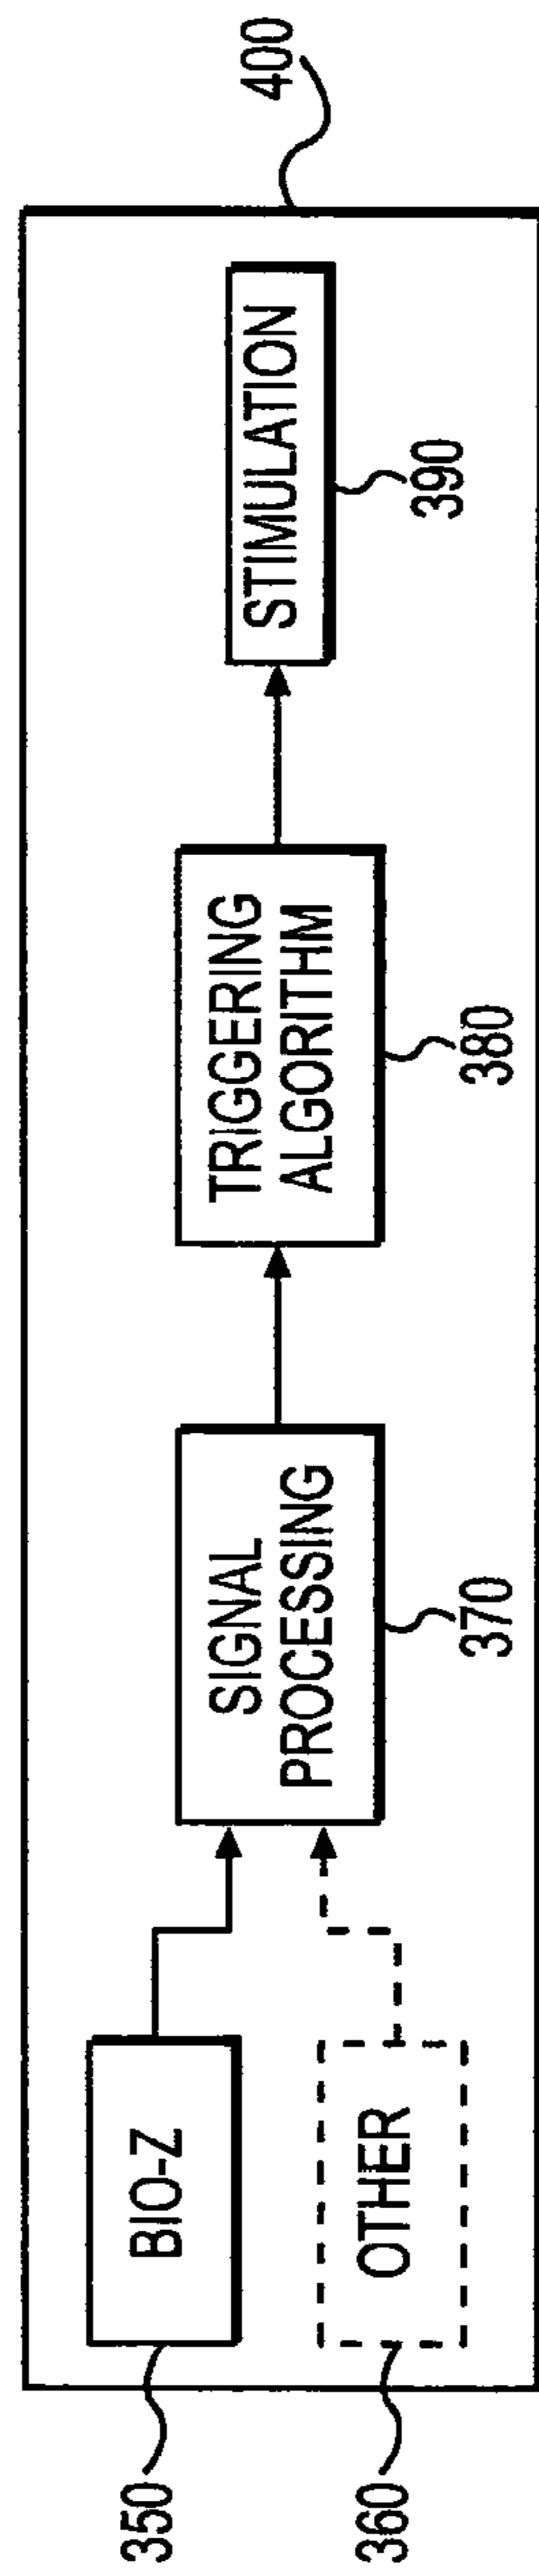 400
BIO-Z
350
OTHER
360
SIGNAL
PROCESSING
370
TRIGGERING
ALGORITHM
380
STIMULATION
390